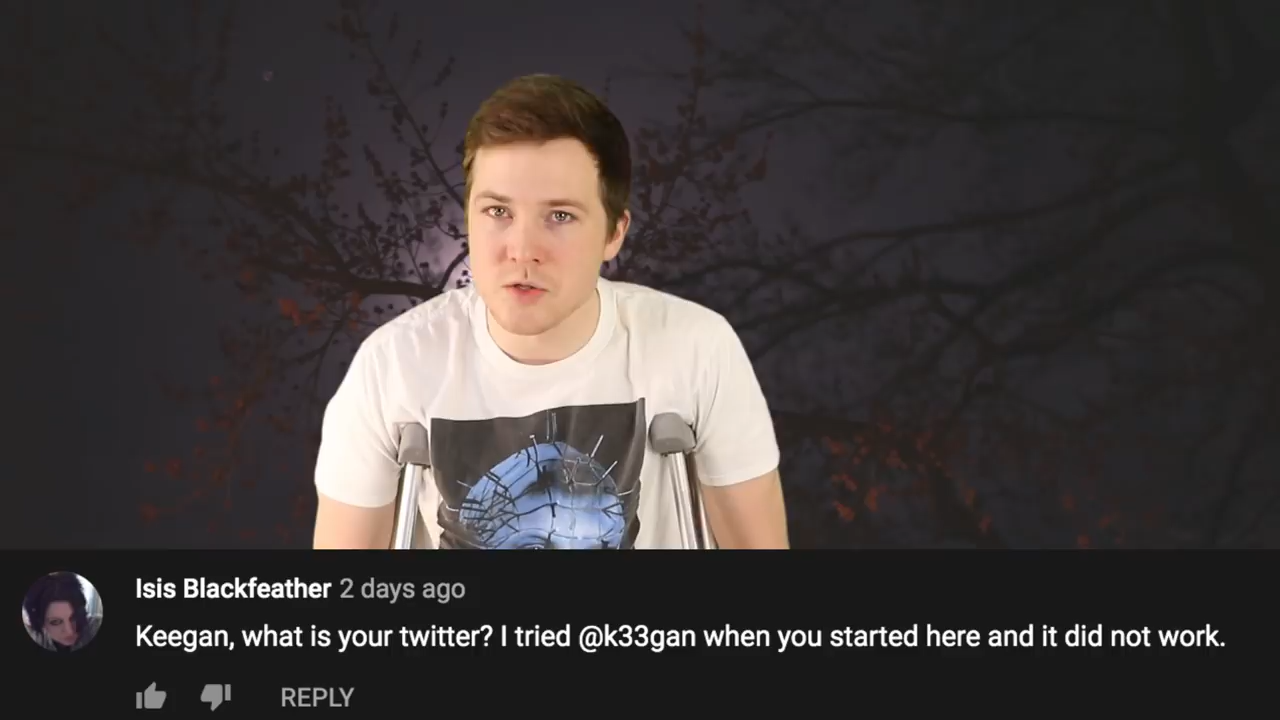 Isis Blackfeather 2 days ago
Keegan, what is your twitter? I tried @k33gan when you started here and it did not work.
REPLY